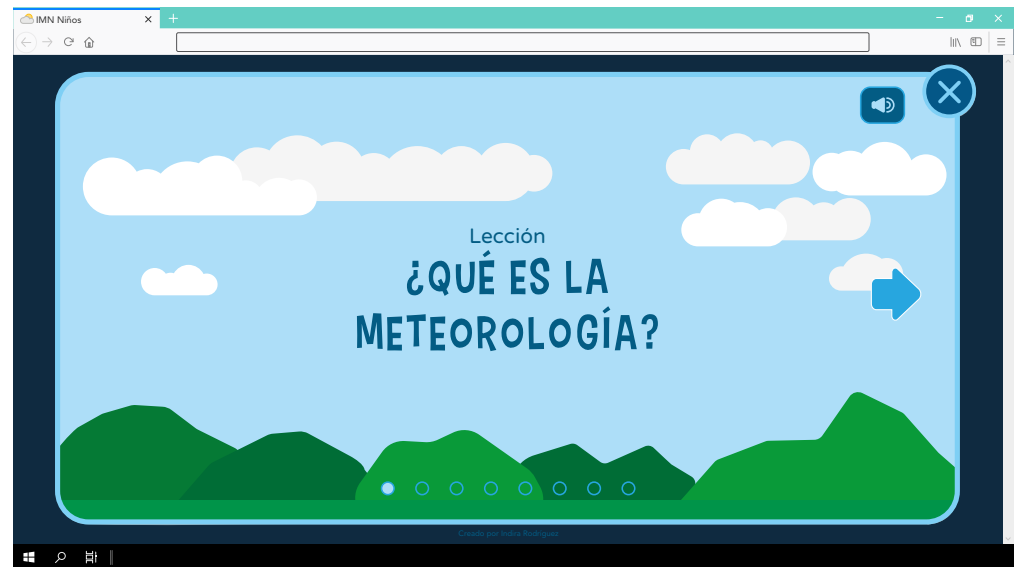 IMN Niños
Lección
¿QUÉ ES LA
METEOROLOGÍA?
Creado por Indira Rodríguez